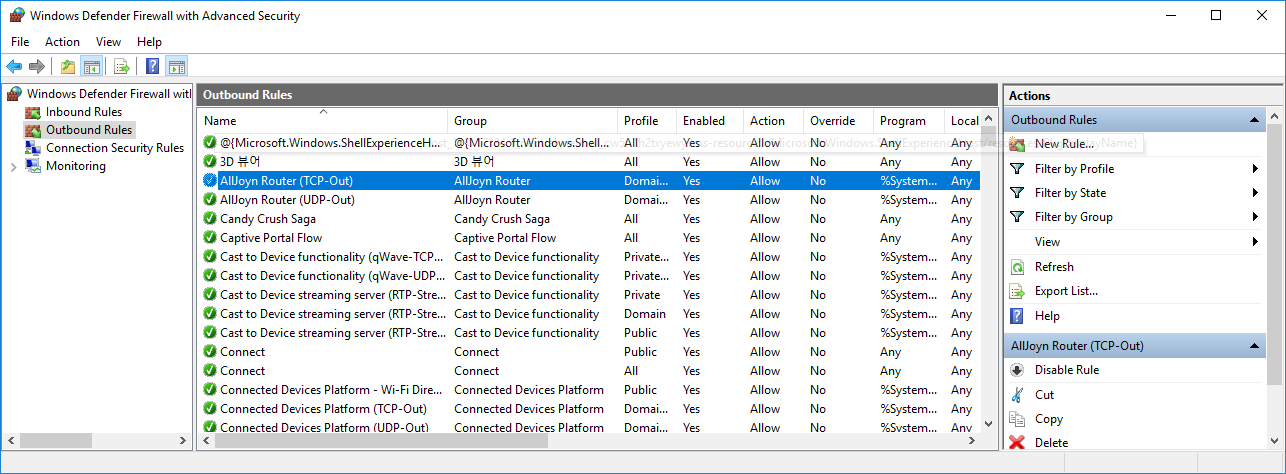 Windows Defender Firewall with Advanced Security
File Action View Help
Windows Defender Firewall with
Inbound Rules
Outbound Rules
Connection Security Rules
Monitoring
Outbound Rules
Name Group Profile Enabled Action Override Program Local
@{Microsoft.Windows.ShellExperienceH... @{Microsoft.Windows.Shell... All Yes Allow No Any Any
3D 뷰어 3D 뷰어 All Yes Allow No Any Any
AllJoyn Router (TCP-Out) AllJoyn Router Domai... Yes Allow No %System... Any
AllJoyn Router (UDP-Out) AllJoyn Router Domai... Yes Allow No %System... Any
Candy Crush Saga Candy Crush Saga All Yes Allow No Any Any
Captive Portal Flow Captive Portal Flow All Yes Allow No Any Any
Cast to Device functionality (qWave-TCP... Cast to Device functionality Private... Yes Allow No %System... Any
Cast to Device functionality (qWave-UDP... Cast to Device functionality Private... Yes Allow No %System... Any
Cast to Device streaming server (RTP-Stre... Cast to Device functionality Private Yes Allow No %System... Any
Cast to Device streaming server (RTP-Stre... Cast to Device functionality Domain Yes Allow No %System... Any
Cast to Device streaming server (RTP-Stre... Cast to Device functionality Public Yes Allow No %System... Any
Connect Connect Public Yes Allow No Any Any
Connect Connect All Yes Allow No Any Any
Connected Devices Platform - Wi-Fi Dire... Connected Devices Platform Public Yes Allow No %System... Any
Connected Devices Platform (TCP-Out) Connected Devices Platform Domai... Yes Allow No %System... Any
Connected Devices Platform (UDP-Out) Connected Devices Platform Domai... Yes Allow No %System... Any
Actions
Outbound Rules
New Rule...
Filter by Profile
Filter by State
Filter by Group
View
Refresh
Export List...
Help
AllJoyn Router (TCP-Out)
Disable Rule
Cut
Copy
Delete